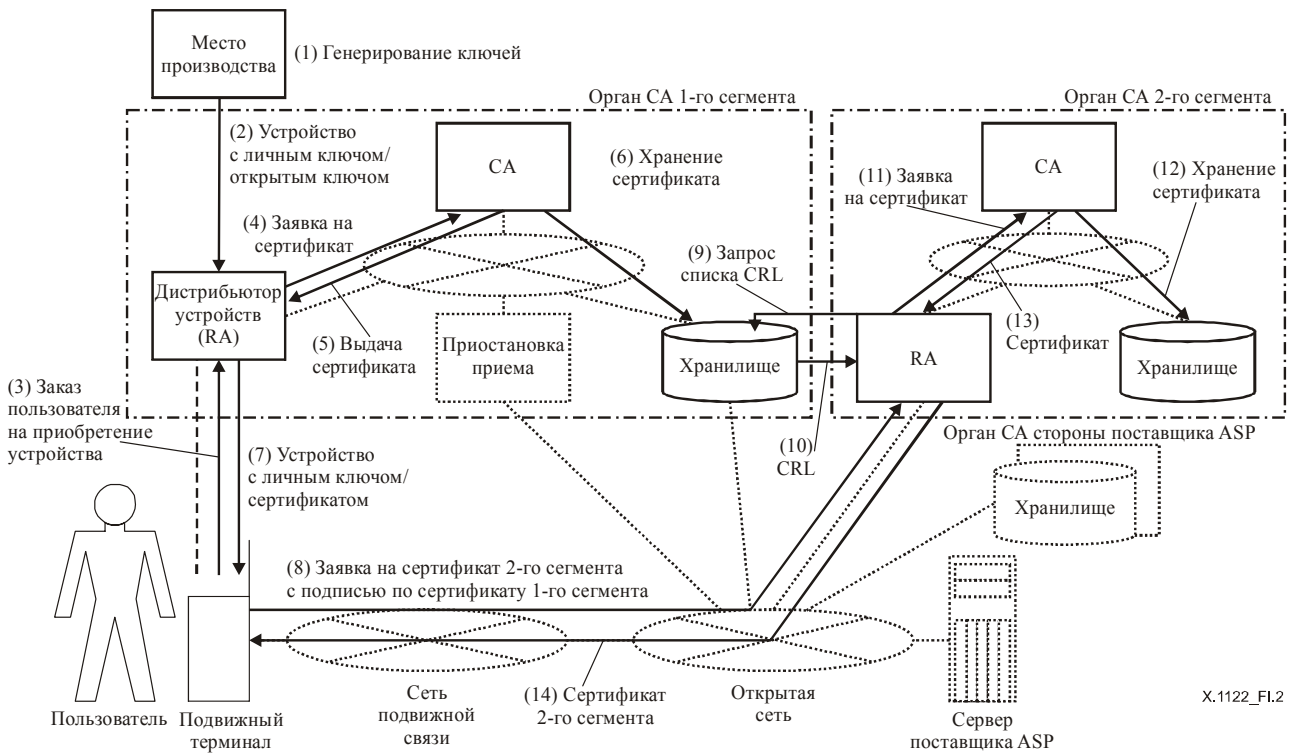 Место
производства
(1) Генерирование ключей
Орган СА 1-го сегмента
Орган СА 2-го сегмента
(2) Устройство
с личным ключом/
открытым ключом
СА
(6) Хранение
сертификата
(11) Заявка
на сертификат
СА
(12) Хранение
сертификата
(4) Заявка на
сертификат
(9) Запрос
списка CRL
Дистрибьютор
устройств
(RA)
(5) Выдача
сертификата
Приостановка
приема
Хранилище
RA
(13)
Сертификат
Хранилище
(3) Заказ
пользователя
на приобретение
устройства
(7) Устройство
с личным ключом/
сертификатом
(10)
CRL
Орган СА стороны поставщика ASP
Хранилище
(8) Заявка на сертификат 2-го сегмента
с подписью по сертификату 1-го сегмента
Пользователь
Подвижный
терминал
Сеть
подвижной
связи
(14) Сертификат
2-го сегмента
Открытая
сеть
Сервер
поставщика ASP
X.1122_FI.2